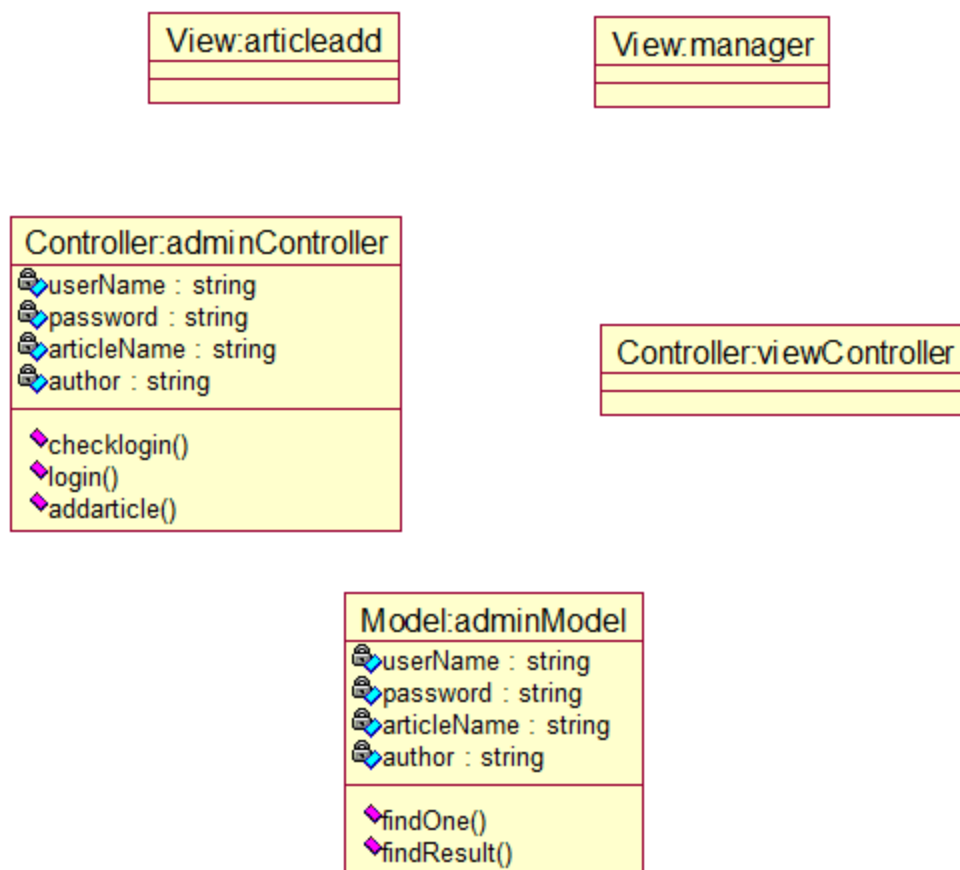 View:articleadd
View:manager
Controller:adminController
userName : string
password : string
articleName : string
author : string
checklogin()
login()
addarticle()
Controller:viewController
Model:adminModel
userName : string
password : string
articleName : string
author : string
findOne()
findResult()